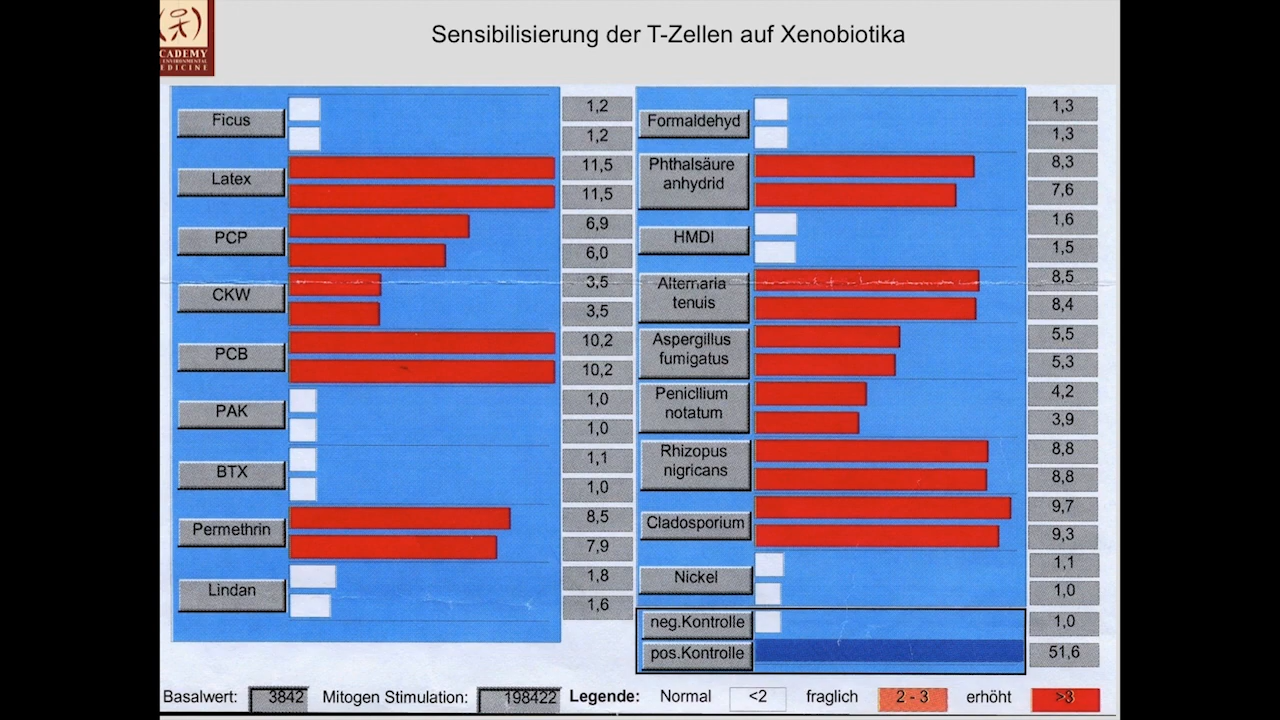 CADEMY
ENVIRONMENTAL
EDICINE
Sensibilisierung der T-Zellen auf Xenobiotika
Ficus
1,2
1,2
Latex
11,5
11,5
PCP
6,9
6,0
CKW
3,5
3,5
PCB
10,2
10,2
PAK
1,0
1,0
BTX
1,1
1,0
Permethrin
8,5
7,9
Lindan
1,8
1,6
Formaldehyd
1,3
1,3
Phthalsäure
anhydrid
8,3
7,6
HMDI
1,6
1,5
Alternaria
tenuis
8,5
8,4
Aspergillus
fumigatus
5,5
5,3
Penicllium
notatum
4,2
3,9
Rhizopus
nigricans
8,8
8,8
Cladosporium
9,7
9,3
Nickel
1,1
1,0
neg.Kontrolle
1,0
pos.Kontrolle
51,6
Basalwert: 3842 Mitogen Stimulation: 198422 Legende: Normal <2 fraglich 2 - 3 erhöht >3